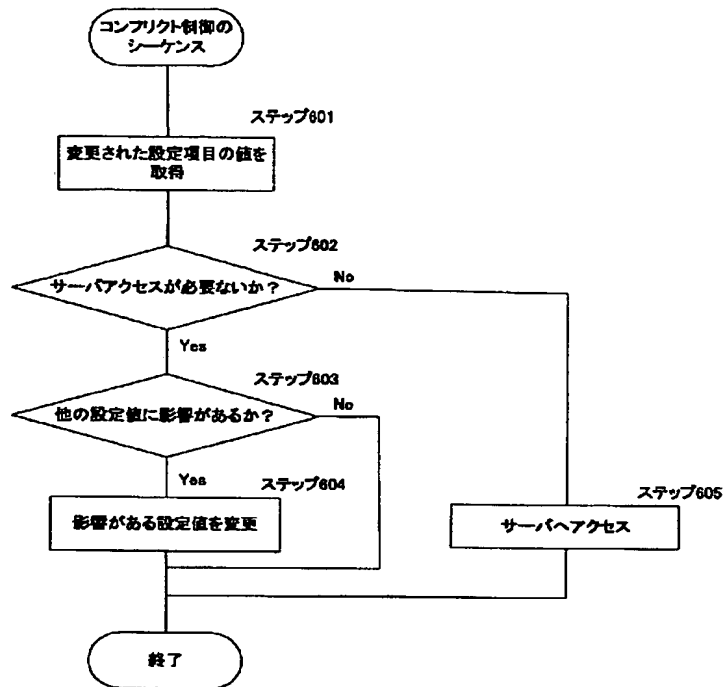 コンフリクト制御の
シーケンス
ステップ601
変更された設定項目の値を
取得
ステップ602
サーバアクセスが必要ないか?
No
Yes
ステップ603
他の設定値に影響があるか?
No
Yes
ステップ604
影響がある設定値を変更
ステップ605
サーバへアクセス
終了